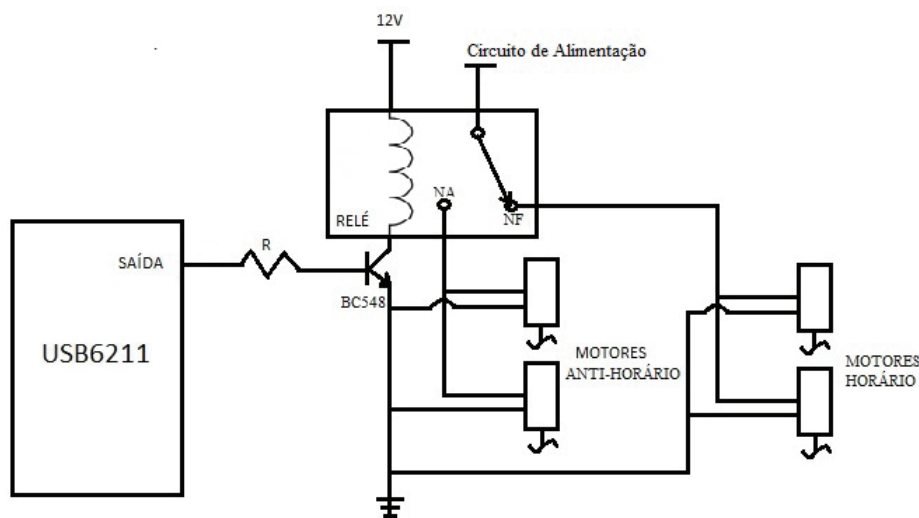 12V
Circuito de Alimentação
NA
RELÉ
NF
R
SAÍDA
BC548
USB6211
MOTORES
ANTI-HORÁRIO
MOTORES
HORÁRIO